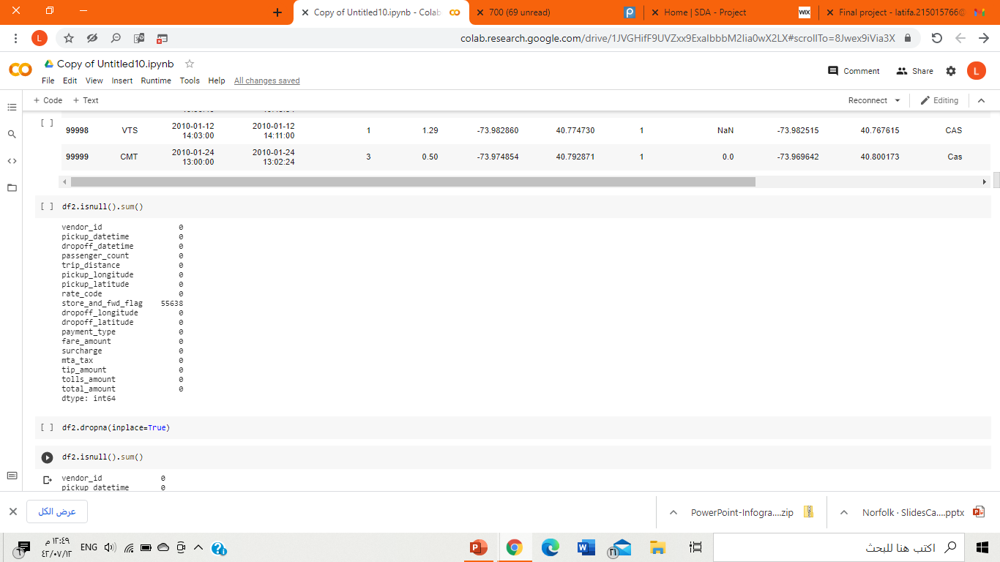 Copy of Untitled10.ipynb - Colab
700 (69 unread)
Home | SDA - Project
WIX
Final project - latifa.215015766@
L
colab.research.google.com/drive/1JVGHifF9UVZxx9ExaIbbbM2Iia0wX2LX#scrollTo=8Jwex9iVia3X
Copy of Untitled10.ipynb
File Edit View Insert Runtime Tools Help All changes saved
Comment Share L
+ Code + Text
Reconnect Editing
[ ] 99998 VTS 2010-01-12 14:03:00 2010-01-12 14:11:00 1 1.29 -73.982860 40.774730 1 NaN -73.982515 40.767615 CAS
99999 CMT 2010-01-24 13:00:00 2010-01-24 13:02:24 3 0.50 -73.974854 40.792871 1 0.0 -73.969642 40.800173 Cas
[ ] df2.isnull().sum()
vendor_id 0
pickup_datetime 0
dropoff_datetime 0
passenger_count 0
trip_distance 0
pickup_longitude 0
pickup_latitude 0
rate_code 0
store_and_fwd_flag 55638
dropoff_longitude 0
dropoff_latitude 0
payment_type 0
fare_amount 0
surcharge 0
mta_tax 0
tip_amount 0
tolls_amount 0
total_amount 0
dtype: int64
[ ] df2.dropna(inplace=True)
df2.isnull().sum()
vendor_id 0
pickup_datetime 0
عرض الكل
PowerPoint-Infogra....zip
Norfolk · SlidesCa....pptx
١٢:٤٩ م
٤٣/٠٧/١٣
ENG
٢١
اكتب هنا للبحث